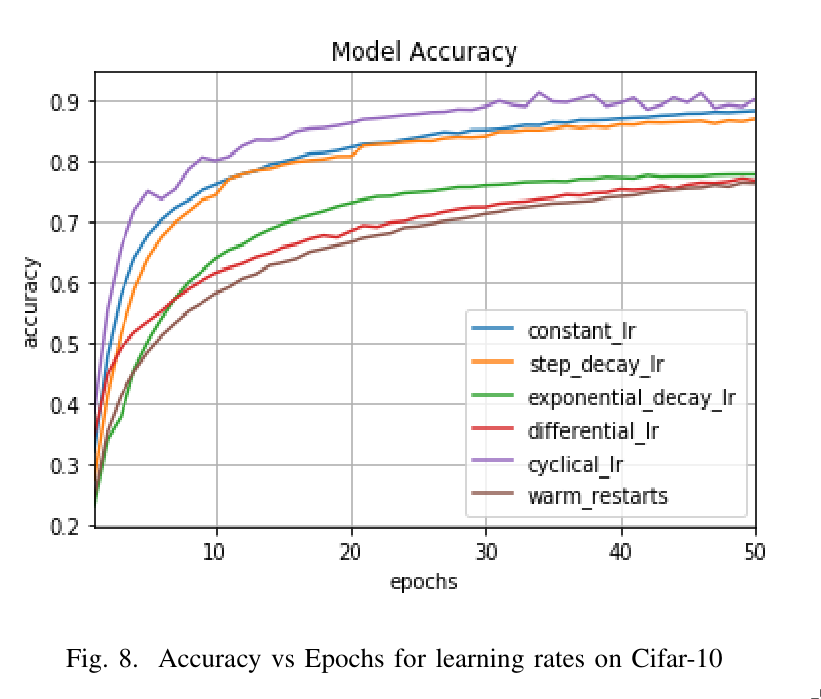 Model Accuracy
0.9
0.8
0.7
0.6
0.5
0.4
0.3
0.2
accuracy
constant_lr
step_decay_lr
exponential_decay_lr
differential_lr
cyclical_lr
warm_restarts
10 20 30 40 50
epochs
Fig. 8. Accuracy vs Epochs for learning rates on Cifar-10